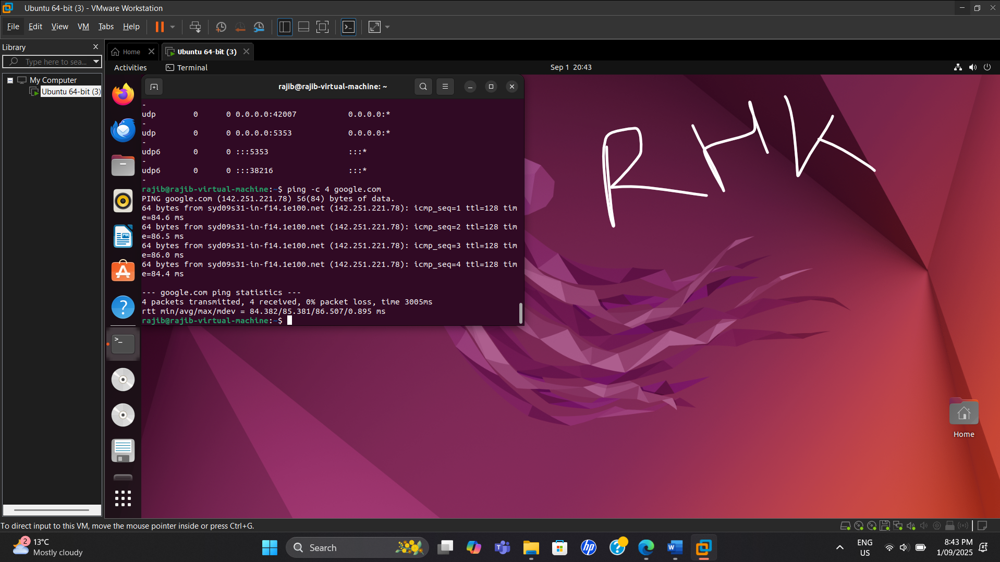 Ubuntu 64-bit (3) - VMware Workstation
File Edit View VM Tabs Help
Library
Type here to sea...
My Computer
Ubuntu 64-bit (3)
Home
Ubuntu 64-bit (3)
Activities
Terminal
Sep 1 20:43
rajib@rajib-virtual-machine: ~
-
udp 0 0 0.0.0.0:42007 0.0.0.0:*
-
udp 0 0 0.0.0.0:5353 0.0.0.0:*
-
udp6 0 0 :::5353 :::*
-
udp6 0 0 :::38216 :::*
-
rajib@rajib-virtual-machine:~$ ping -c 4 google.com
PING google.com (142.251.221.78) 56(84) bytes of data.
64 bytes from syd09s31-in-f14.1e100.net (142.251.221.78): icmp_seq=1 ttl=128 tim
e=84.6 ms
64 bytes from syd09s31-in-f14.1e100.net (142.251.221.78): icmp_seq=2 ttl=128 tim
e=86.5 ms
64 bytes from syd09s31-in-f14.1e100.net (142.251.221.78): icmp_seq=3 ttl=128 tim
e=86.0 ms
64 bytes from syd09s31-in-f14.1e100.net (142.251.221.78): icmp_seq=4 ttl=128 tim
e=84.4 ms
--- google.com ping statistics ---
4 packets transmitted, 4 received, 0% packet loss, time 3005ms
rtt min/avg/max/mdev = 84.382/85.381/86.507/0.895 ms
rajib@rajib-virtual-machine:~$
RHK
Home
To direct input to this VM, move the mouse pointer inside or press Ctrl+G.
2
13°C
Mostly cloudy
Search
ENG
US
8:43 PM
1/09/2025